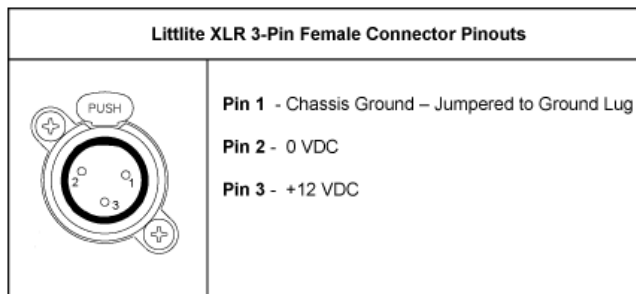 Littlite XLR 3-Pin Female Connector Pinouts
PUSH
2
1
3
Pin 1 - Chassis Ground – Jumpered to Ground Lug
Pin 2 - 0 VDC
Pin 3 - +12 VDC